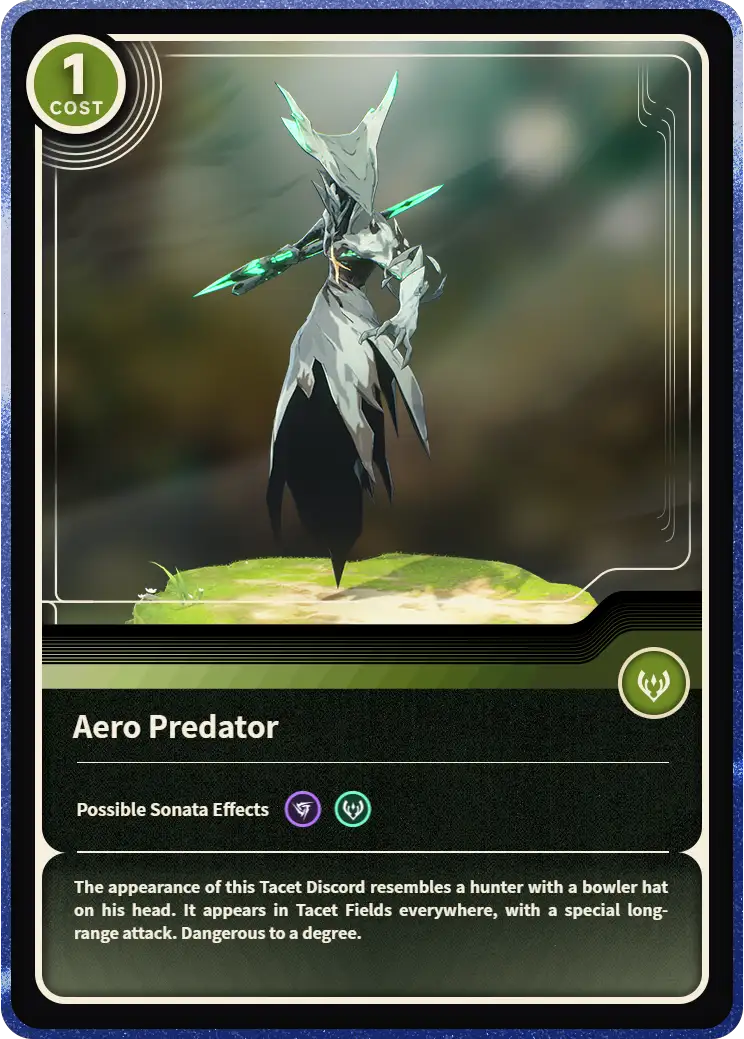 1
COST
Aero Predator
Possible Sonata Effects
The appearance of this Tacet Discord resembles a hunter with a bowler hat
on his head. It appears in Tacet Fields everywhere, with a special long-
range attack. Dangerous to a degree.